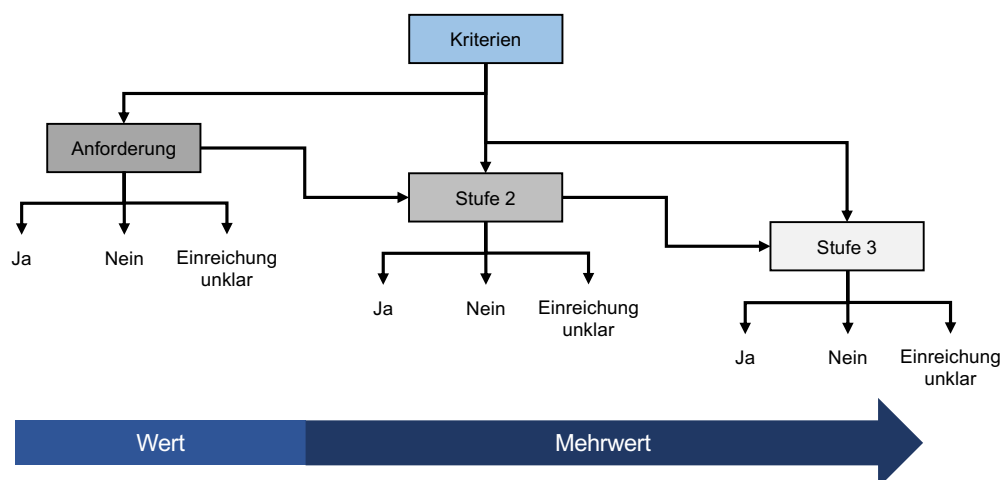 Kriterien
Anforderung
Ja
Nein
Einreichung
unklar
Stufe 2
Ja
Nein
Einreichung
unklar
Stufe 3
Ja
Nein
Einreichung
unklar
Wert
Mehrwert